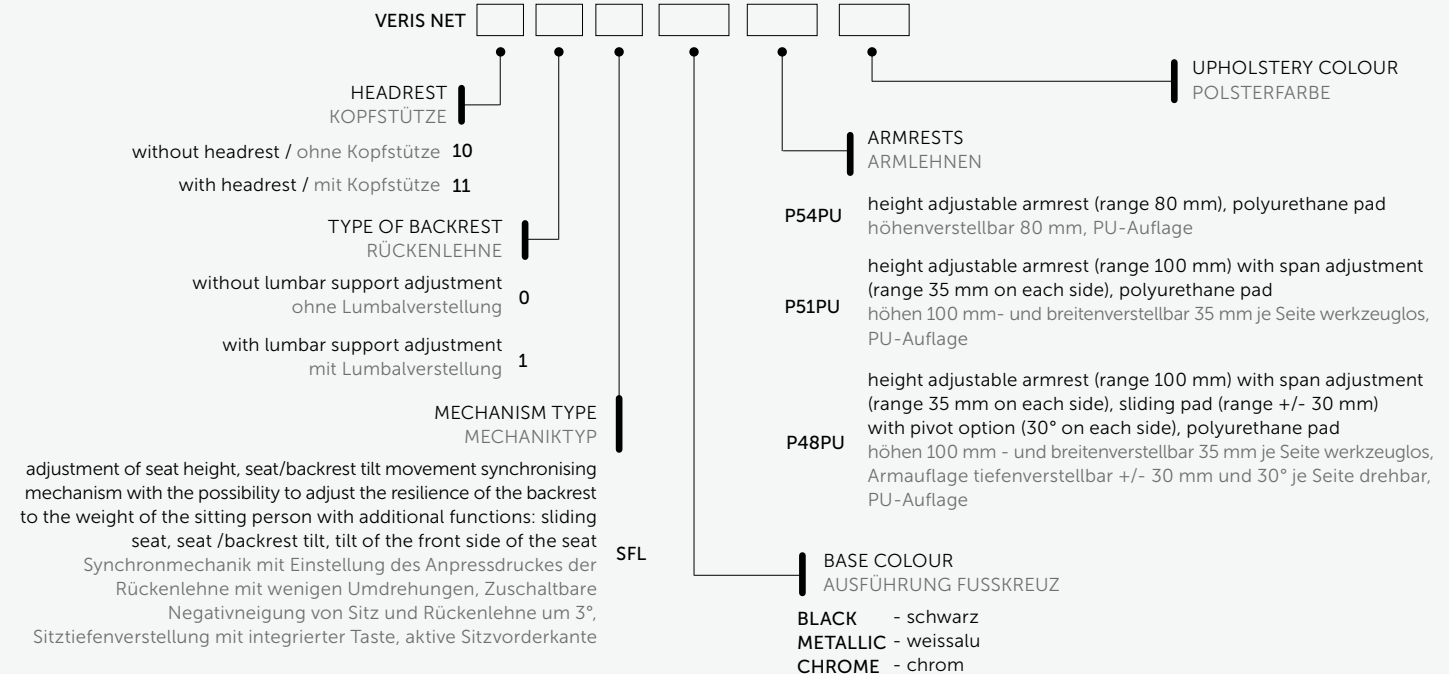 VERIS NET
HEADREST
KOPFSTÜTZE
without headrest / ohne Kopfstütze 10
with headrest / mit Kopfstütze 11
TYPE OF BACKREST
RÜCKENLEHNE
without lumbar support adjustment
ohne Lumbalverstellung
0
with lumbar support adjustment
mit Lumbalverstellung
1
MECHANISM TYPE
MECHANIKTYP
adjustment of seat height, seat/backrest tilt movement synchronising
mechanism with the possibility to adjust the resilience of the backrest
to the weight of the sitting person with additional functions: sliding
seat, seat /backrest tilt, tilt of the front side of the seat
SFL
Synchronmechanik mit Einstellung des Anpressdruckes der
Rückenlehne mit wenigen Umdrehungen, Zuschaltbare
Negativneigung von Sitz und Rückenlehne um 3°,
Sitztiefenverstellung mit integrierter Taste, aktive Sitzvorderkante
UPHOLSTERY COLOUR
POLSTERFARBE
ARMRESTS
ARMLEHNEN
P54PU
height adjustable armrest (range 80 mm), polyurethane pad
höhenverstellbar 80 mm, PU-Auflage
P51PU
height adjustable armrest (range 100 mm) with span adjustment
(range 35 mm on each side), polyurethane pad
höhen 100 mm- und breitenverstellbar 35 mm je Seite werkzeuglos,
PU-Auflage
P48PU
height adjustable armrest (range 100 mm) with span adjustment
(range 35 mm on each side), sliding pad (range +/- 30 mm)
with pivot option (30° on each side), polyurethane pad
höhen 100 mm - und breitenverstellbar 35 mm je Seite werkzeuglos,
Armauflage tiefenverstellbar +/- 30 mm und 30° je Seite drehbar,
PU-Auflage
BASE COLOUR
AUSFÜHRUNG FUSSKREUZ
BLACK - schwarz
METALLIC - weissalu
CHROME - chrom